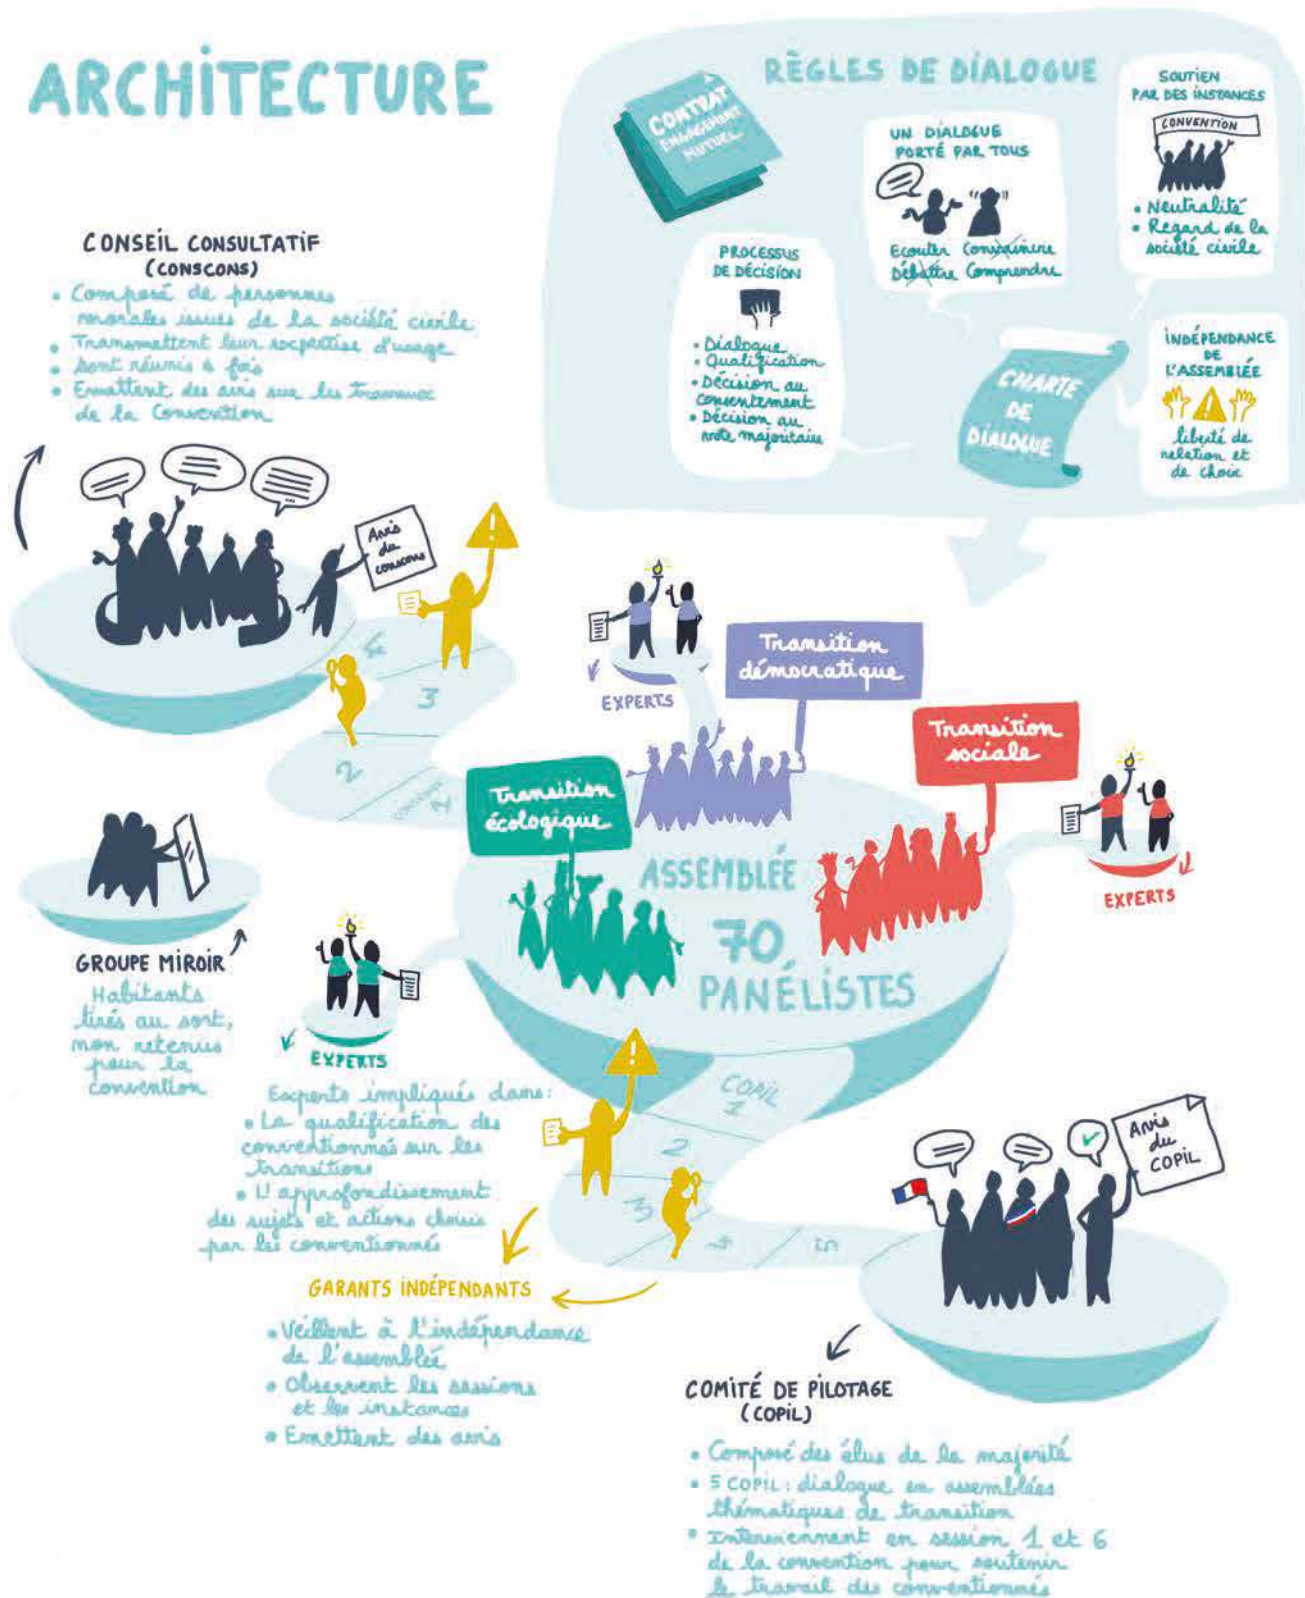 ARCHITECTURE
RÈGLES DE DIALOGUE
CONTRAT
ENGAGEMENT
MUTUEL
UN DIALOGUE
PORTÉ PAR TOUS
Ecouter Convaincre
Débattre Comprendre
SOUTIEN
PAR DES INSTANCES
CONVENTION
• Neutralité
• Regard de la
société civile
PROCESSUS
DE DÉCISION
• Dialogue
• Qualification
• Décision au
consentement
• Décision au
vote majoritaire
CHARTE
DE
DIALOGUE
INDÉPENDANCE
DE
L'ASSEMBLÉE
liberté de
relation et
de choix
CONSEIL CONSULTATIF
(CONSCONS)
• Composé de personnes
morales issues de la société civile
• Transmettent leur expertise d'usage
• Sont réunis 4 fois
• Emettent des avis sur les travaux
de la Convention
Avis
du
conscons
4
3
2
CONSCONS
1
Transition
démocratique
EXPERTS
Transition
sociale
EXPERTS
Transition
écologique
ASSEMBLÉE
70
PANÉLISTES
GROUPE MIROIR
Habitants
tirés au sort,
non retenus
pour la
convention
EXPERTS
Experts impliqués dans :
• La qualification des
conventionnés sur les
transitions
• L'approfondissement
des sujets et actions choisis
par les conventionnés
COPIL
1
2
3
4
5
Avis
du
COPIL
GARANTS INDÉPENDANTS
• Veillent à l'indépendance
de l'assemblée
• Observent les sessions
et les instances
• Emettent des avis
COMITÉ DE PILOTAGE
(COPIL)
• Composé des élus de la majorité
• 5 COPIL : dialogue en assemblées
thématiques de transition
• Interviennent en session 1 et 6
de la convention pour soutenir
le travail des conventionnés